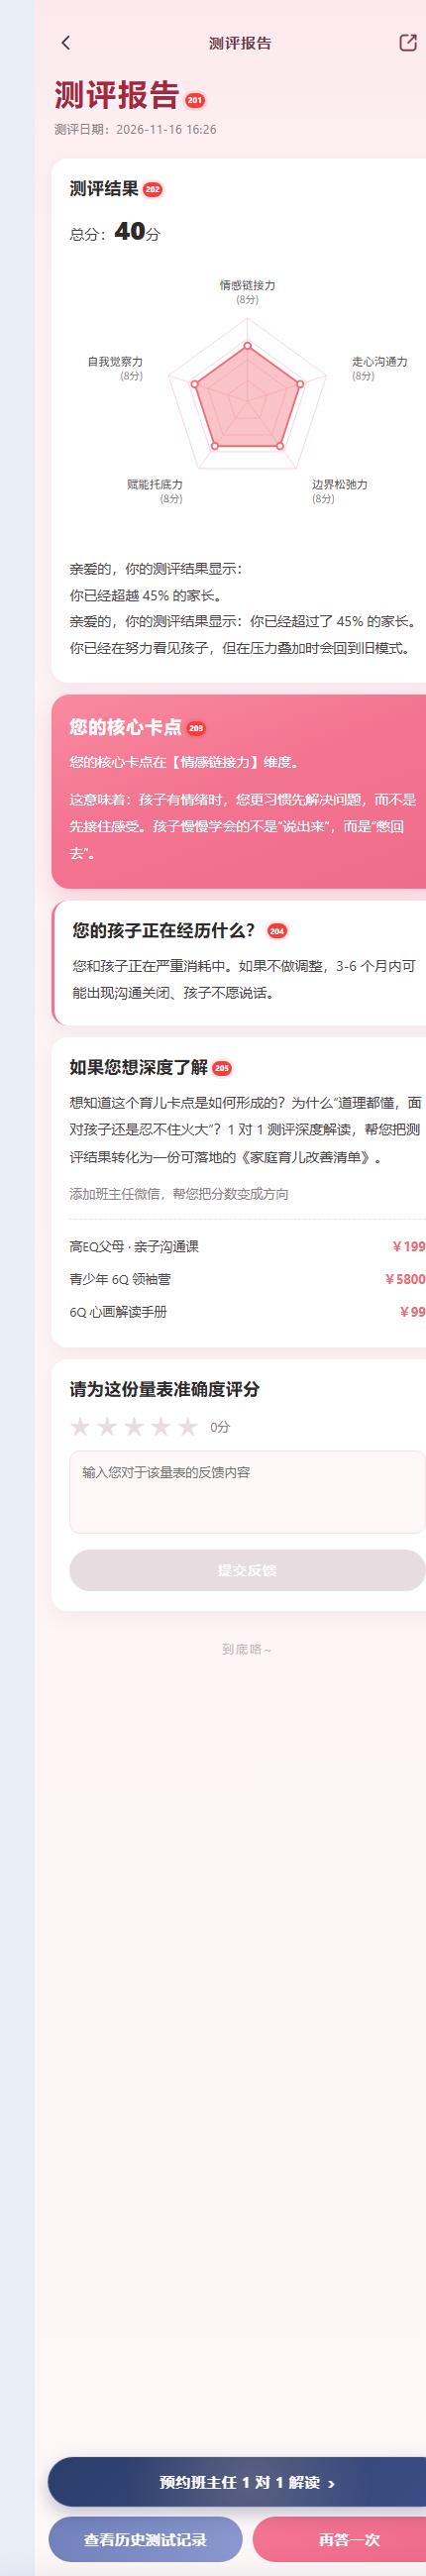 测评报告
测评报告 201
测评日期：2026-11-16 16:26
测评结果 202
总分：40分
情感链接力
(8分)
自我觉察力
(8分)
走心沟通力
(8分)
赋能托底力
(8分)
边界松弛力
(8分)
亲爱的，你的测评结果显示：
你已经超越 45% 的家长。
亲爱的，你的测评结果显示：你已经超过了 45% 的家长。
你已经在努力看见孩子，但在压力叠加时会回到旧模式。
您的核心卡点 203
您的核心卡点在【情感链接力】维度。
这意味着：孩子有情绪时，您更习惯先解决问题，而不是
先接住感受。孩子慢慢学会的不是“说出来”，而是“憋回
去”。
您的孩子正在经历什么？ 204
您和孩子正在严重消耗中。如果不做调整，3-6 个月内可
能出现沟通关闭、孩子不愿说话。
如果您想深度了解 205
想知道这个育儿卡点是如何形成的？为什么“道理都懂，面
对孩子还是忍不住火大”？1 对 1 测评深度解读，帮您把测
评结果转化为一份可落地的《家庭育儿改善清单》。
添加班主任微信，帮您把分数变成方向
高EQ父母 · 亲子沟通课 ￥199
青少年 6Q 领袖营 ￥5800
6Q 心画解读手册 ￥99
请为这份量表准确度评分
★ ★ ★ ★ ★ 0分
输入您对于该量表的反馈内容
提交反馈
到底咯~
预约班主任 1 对 1 解读 ›
查看历史测试记录
再答一次